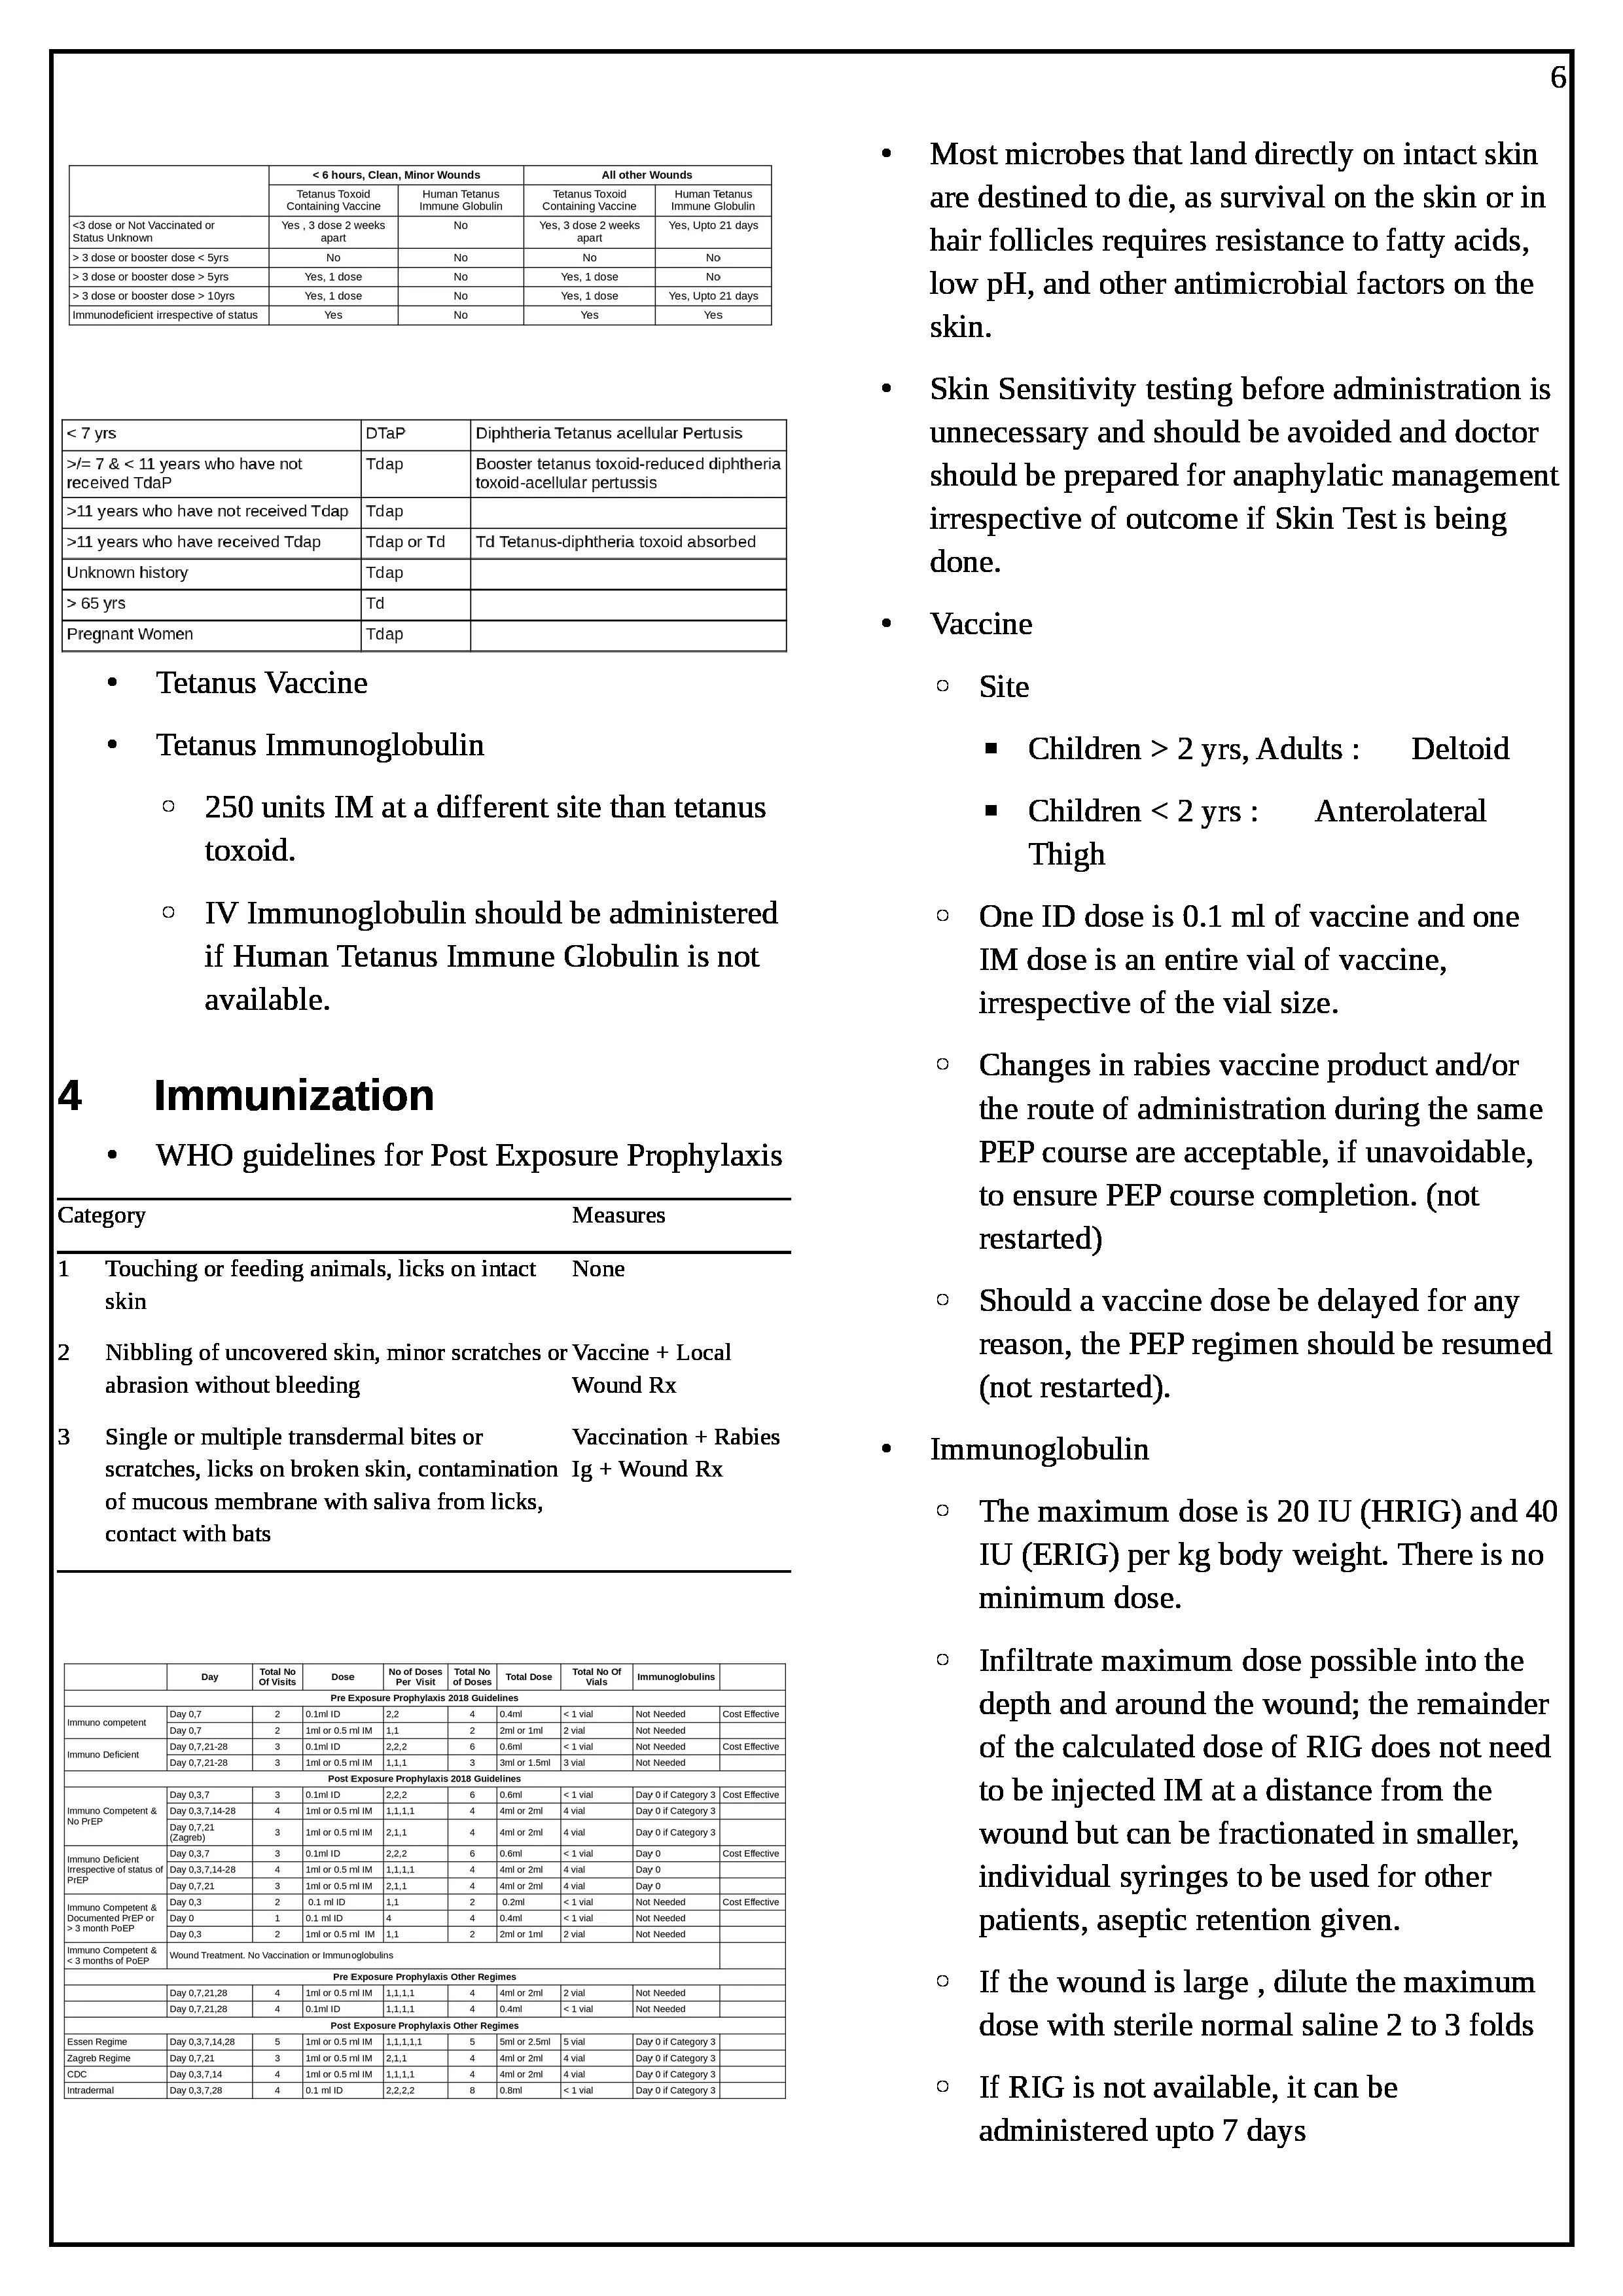 6
< 6 hours, Clean, Minor Wounds All other Wounds
Tetanus Toxoid Containing Vaccine Human Tetanus Immune Globulin Tetanus Toxoid Containing Vaccine Human Tetanus Immune Globulin
<3 dose or Not Vaccinated or Status Unknown Yes , 3 dose 2 weeks apart No Yes, 3 dose 2 weeks apart Yes, Upto 21 days
> 3 dose or booster dose < 5yrs No No No No
> 3 dose or booster dose > 5yrs Yes, 1 dose No Yes, 1 dose No
> 3 dose or booster dose > 10yrs Yes, 1 dose No Yes, 1 dose Yes, Upto 21 days
Immunodeficient irrespective of status Yes No Yes Yes
< 7 yrs DTaP Diphtheria Tetanus acellular Pertusis
>/= 7 & < 11 years who have not received TdaP Tdap Booster tetanus toxoid-reduced diphtheria toxoid-acellular pertussis
>11 years who have not received Tdap Tdap
>11 years who have received Tdap Tdap or Td Td Tetanus-diphtheria toxoid absorbed
Unknown history Tdap
> 65 yrs Td
Pregnant Women Tdap
• Tetanus Vaccine
• Tetanus Immunoglobulin
○ 250 units IM at a different site than tetanus
toxoid.
○ IV Immunoglobulin should be administered
if Human Tetanus Immune Globulin is not
available.
4 Immunization
• WHO guidelines for Post Exposure Prophylaxis
Category Measures
1 Touching or feeding animals, licks on intact None
skin
2 Nibbling of uncovered skin, minor scratches or Vaccine + Local
abrasion without bleeding Wound Rx
3 Single or multiple transdermal bites or Vaccination + Rabies
scratches, licks on broken skin, contamination Ig + Wound Rx
of mucous membrane with saliva from licks,
contact with bats
Day Total No Of Visits Dose No of Doses Per Visit Total No of Doses Total Dose Total No Of Vials Immunoglobulins
Pre Exposure Prophylaxis 2018 Guidelines
Immuno competent Day 0,7 2 0.1ml ID 2,2 4 0.4ml < 1 vial Not Needed Cost Effective
Day 0,7 2 1ml or 0.5 ml IM 1,1 2 2ml or 1ml 2 vial Not Needed
Immuno Deficient Day 0,7,21-28 3 0.1ml ID 2,2,2 6 0.6ml < 1 vial Not Needed Cost Effective
Day 0,7,21-28 3 1ml or 0.5 ml IM 1,1,1 3 3ml or 1.5ml 3 vial Not Needed
Post Exposure Prophylaxis 2018 Guidelines
Immuno Competent & No PrEP Day 0,3,7 3 0.1ml ID 2,2,2 6 0.6ml < 1 vial Day 0 if Category 3 Cost Effective
Day 0,3,7,14-28 4 1ml or 0.5 ml IM 1,1,1,1 4 4ml or 2ml 4 vial Day 0 if Category 3
Day 0,7,21 (Zagreb) 3 1ml or 0.5 ml IM 2,1,1 4 4ml or 2ml 4 vial Day 0 if Category 3
Immuno Deficient Irrespective of status of PrEP Day 0,3,7 3 0.1ml ID 2,2,2 6 0.6ml < 1 vial Day 0 Cost Effective
Day 0,3,7,14-28 4 1ml or 0.5 ml IM 1,1,1,1 4 4ml or 2ml 4 vial Day 0
Day 0,7,21 3 1ml or 0.5 ml IM 2,1,1 4 4ml or 2ml 4 vial Day 0
Immuno Competent & Documented PrEP or > 3 month PoEP Day 0,3 2 0.1 ml ID 1,1 2 0.2ml < 1 vial Not Needed Cost Effective
Day 0 1 0.1 ml ID 4 4 0.4ml < 1 vial Not Needed
Day 0,3 2 1ml or 0.5 ml IM 1,1 2 2ml or 1ml 2 vial Not Needed
Immuno Competent & < 3 months of PoEP Wound Treatment. No Vaccination or Immunoglobulins
Pre Exposure Prophylaxis Other Regimes
Day 0,7,21,28 4 1ml or 0.5 ml IM 1,1,1,1 4 4ml or 2ml 2 vial Not Needed
Day 0,7,21,28 4 0.1ml ID 1,1,1,1 4 0.4ml < 1 vial Not Needed
Post Exposure Prophylaxis Other Regimes
Essen Regime Day 0,3,7,14,28 5 1ml or 0.5 ml IM 1,1,1,1,1 5 5ml or 2.5ml 5 vial Day 0 if Category 3
Zagreb Regime Day 0,7,21 3 1ml or 0.5 ml IM 2,1,1 4 4ml or 2ml 4 vial Day 0 if Category 3
CDC Day 0,3,7,14 4 1ml or 0.5 ml IM 1,1,1,1 4 4ml or 2ml 4 vial Day 0 if Category 3
Intradermal Day 0,3,7,28 4 0.1 ml ID 2,2,2,2 8 0.8ml < 1 vial Day 0 if Category 3
• Most microbes that land directly on intact skin
are destined to die, as survival on the skin or in
hair follicles requires resistance to fatty acids,
low pH, and other antimicrobial factors on the
skin.
• Skin Sensitivity testing before administration is
unnecessary and should be avoided and doctor
should be prepared for anaphylatic management
irrespective of outcome if Skin Test is being
done.
• Vaccine
○ Site
■ Children > 2 yrs, Adults : Deltoid
■ Children < 2 yrs : Anterolateral
Thigh
○ One ID dose is 0.1 ml of vaccine and one
IM dose is an entire vial of vaccine,
irrespective of the vial size.
○ Changes in rabies vaccine product and/or
the route of administration during the same
PEP course are acceptable, if unavoidable,
to ensure PEP course completion. (not
restarted)
○ Should a vaccine dose be delayed for any
reason, the PEP regimen should be resumed
(not restarted).
• Immunoglobulin
○ The maximum dose is 20 IU (HRIG) and 40
IU (ERIG) per kg body weight. There is no
minimum dose.
○ Infiltrate maximum dose possible into the
depth and around the wound; the remainder
of the calculated dose of RIG does not need
to be injected IM at a distance from the
wound but can be fractionated in smaller,
individual syringes to be used for other
patients, aseptic retention given.
○ If the wound is large , dilute the maximum
dose with sterile normal saline 2 to 3 folds
○ If RIG is not available, it can be
administered upto 7 days